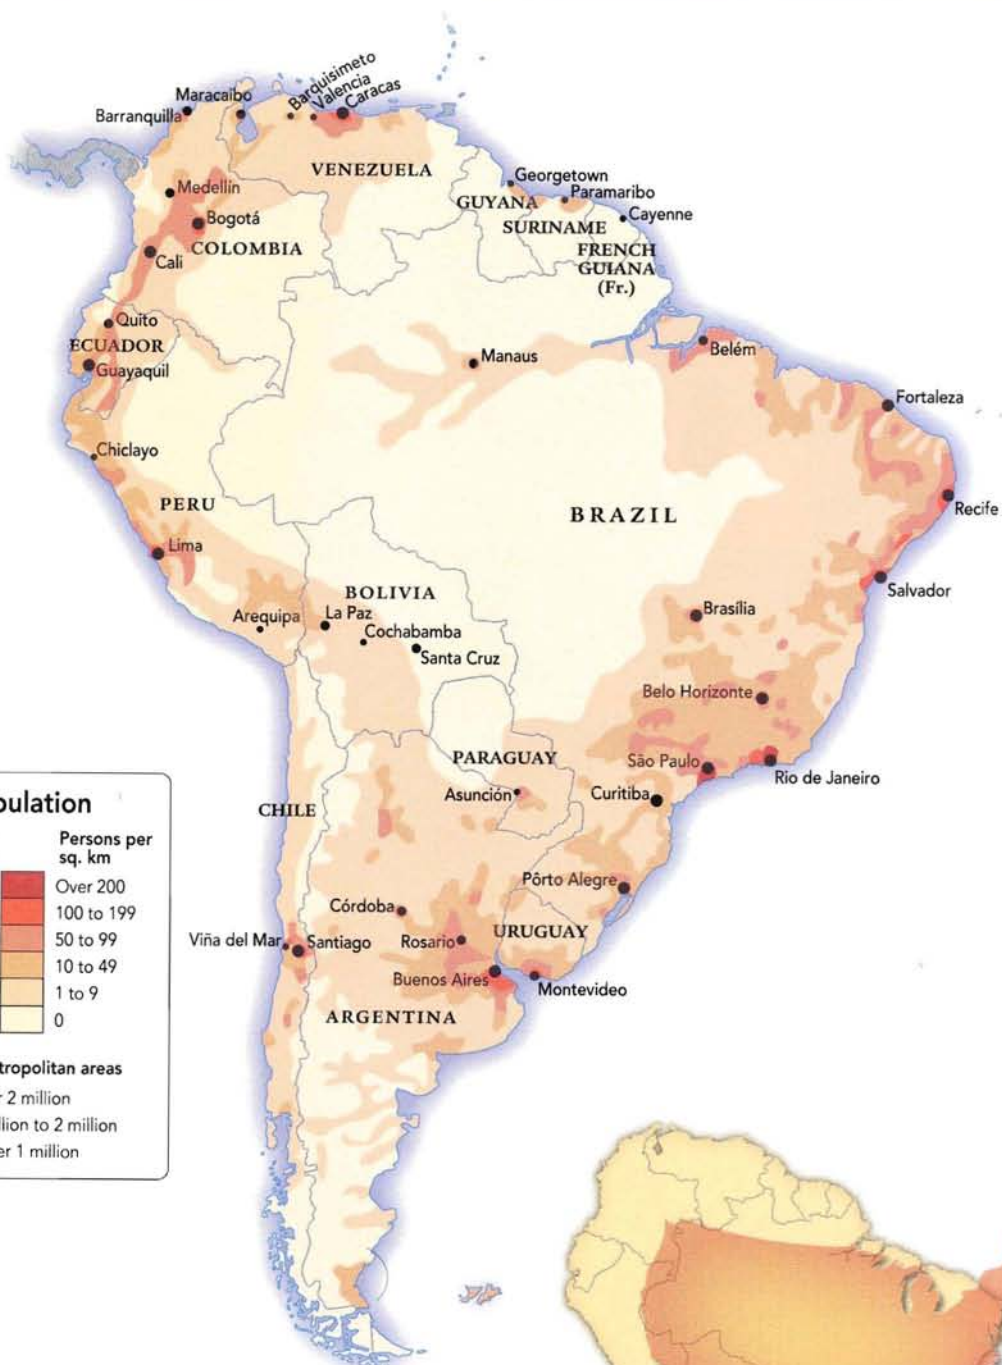 Barquisimeto
Valencia
Caracas
Maracaibo
Barranquilla
VENEZUELA
Georgetown
Paramaribo
GUYANA
Cayenne
SURINAME
FRENCH
GUIANA
(Fr.)
Medellín
Bogotá
COLOMBIA
Cali
Quito
ECUADOR
Guayaquil
Manaus
Belém
Fortaleza
Chiclayo
PERU
BRAZIL
Recife
Lima
Salvador
BOLIVIA
Brasília
Arequipa
La Paz
Cochabamba
Santa Cruz
Belo Horizonte
PARAGUAY
São Paulo
Rio de Janeiro
Asunción
Curitiba
CHILE
Pôrto Alegre
Córdoba
URUGUAY
Viña del Mar
Santiago
Rosario
Buenos Aires
Montevideo
ARGENTINA
pulation
Persons per
sq. km
Over 200
100 to 199
50 to 99
10 to 49
1 to 9
0
tropolitan areas
r 2 million
llion to 2 million
er 1 million